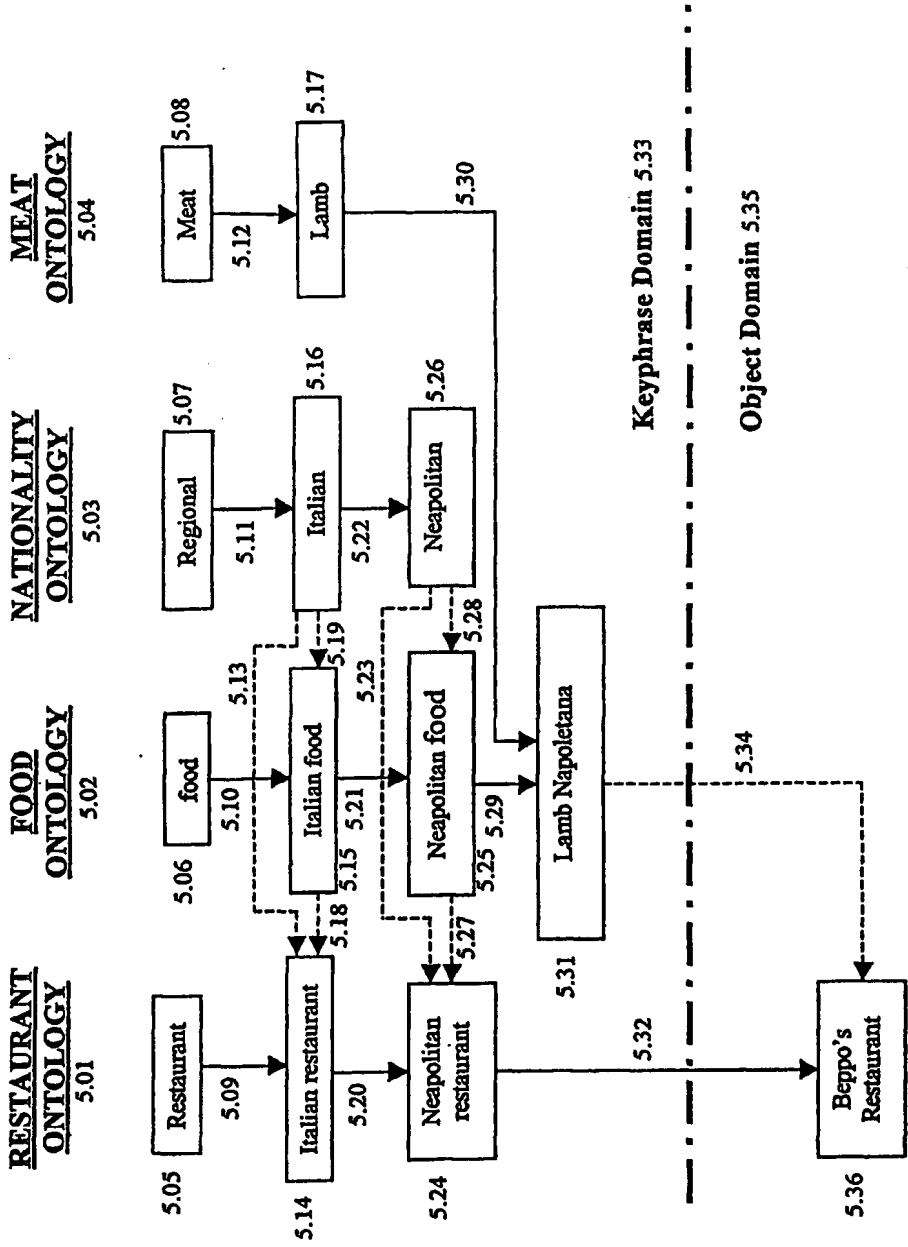 RESTAURANT
ONTOLOGY
5.01
FOOD
ONTOLOGY
5.02
NATIONALITY
ONTOLOGY
5.03
MEAT
ONTOLOGY
5.04
5.05
Restaurant
5.06
food
Regional
5.07
Meat
5.08
5.09
5.10
5.11
5.12
5.13
5.14
Italian restaurant
5.18
Italian food
5.15
5.19
Italian
5.16
Lamb
5.17
5.20
5.21
5.22
5.23
5.24
Neapolitan
restaurant
5.27
Neapolitan food
5.25
5.28
Neapolitan
5.26
5.29
5.30
5.31
Lamb Napoletana
5.32
Keyphrase Domain 5.33
5.34
Object Domain 5.35
5.36
Beppo's
Restaurant